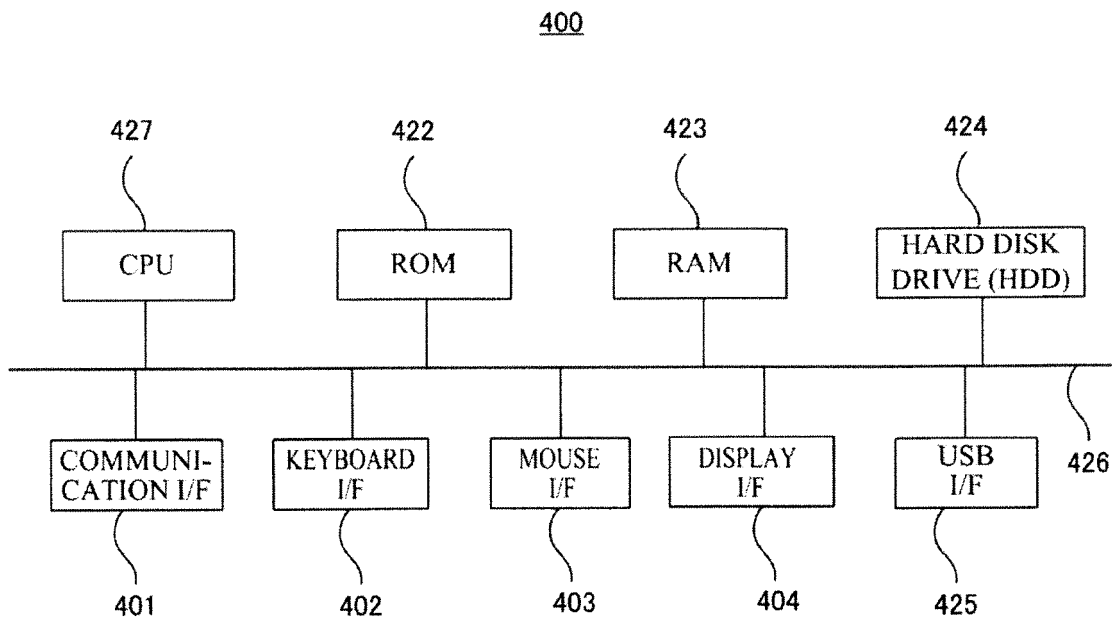 400
427
422
423
424
CPU
ROM
RAM
HARD DISK
DRIVE (HDD)
COMMUNI-
CATION I/F
KEYBOARD
I/F
MOUSE
I/F
DISPLAY
I/F
USB
I/F
426
401
402
403
404
425